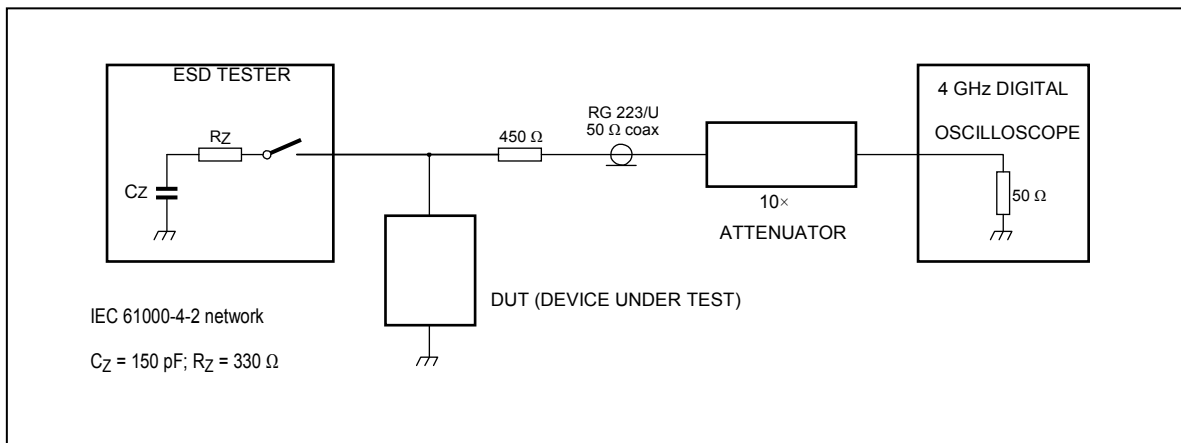 ESD TESTER
RZ
CZ
450 Ω
RG 223/U
50 Ω coax
10×
ATTENUATOR
4 GHz DIGITAL
OSCILLOSCOPE
50 Ω
DUT (DEVICE UNDER TEST)
IEC 61000-4-2 network
CZ = 150 pF; RZ = 330 Ω